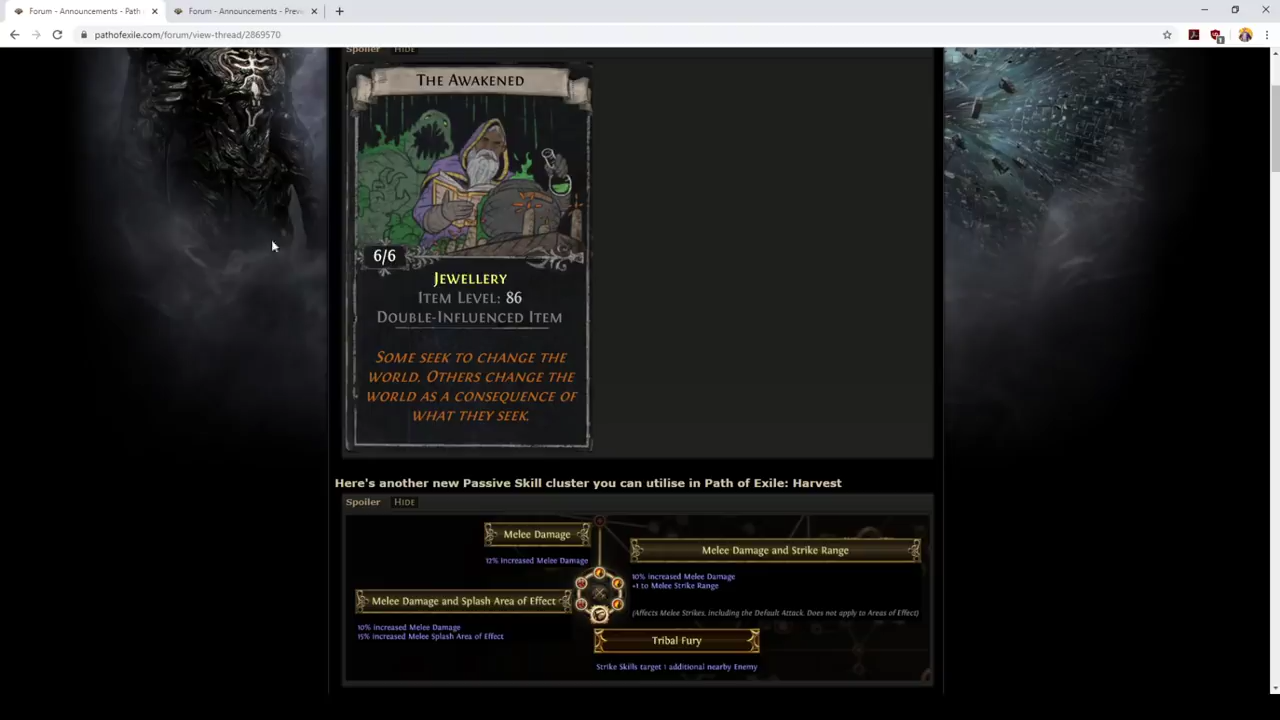 Forum - Announcements - Path
Forum - Announcements - Prev
pathofexile.com/forum/view-thread/2869570
Spoiler HIDE
THE AWAKENED
6/6
JEWELLERY
ITEM LEVEL: 86
DOUBLE-INFLUENCED ITEM
SOME SEEK TO CHANGE THE
WORLD. OTHERS CHANGE THE
WORLD AS A CONSEQUENCE OF
WHAT THEY SEEK.
Here's another new Passive Skill cluster you can utilise in Path of Exile: Harvest
Spoiler HIDE
Melee Damage
12% increased Melee Damage
Melee Damage and Strike Range
10% increased Melee Damage
+1 to Melee Strike Range
(Affects Melee Strikes, including the Default Attack. Does not apply to Areas of Effect)
Melee Damage and Splash Area of Effect
10% increased Melee Damage
15% increased Melee Splash Area of Effect
Tribal Fury
Strike Skills target 1 additional nearby Enemy